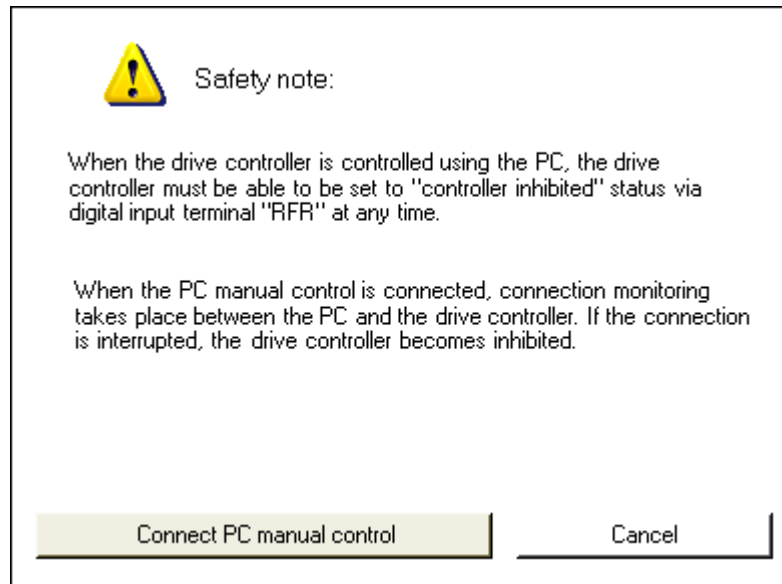 Safety note:
When the drive controller is controlled using the PC, the drive
controller must be able to be set to "controller inhibited" status via
digital input terminal "RFR" at any time.
When the PC manual control is connected, connection monitoring
takes place between the PC and the drive controller. If the connection
is interrupted, the drive controller becomes inhibited.
Connect PC manual control
Cancel